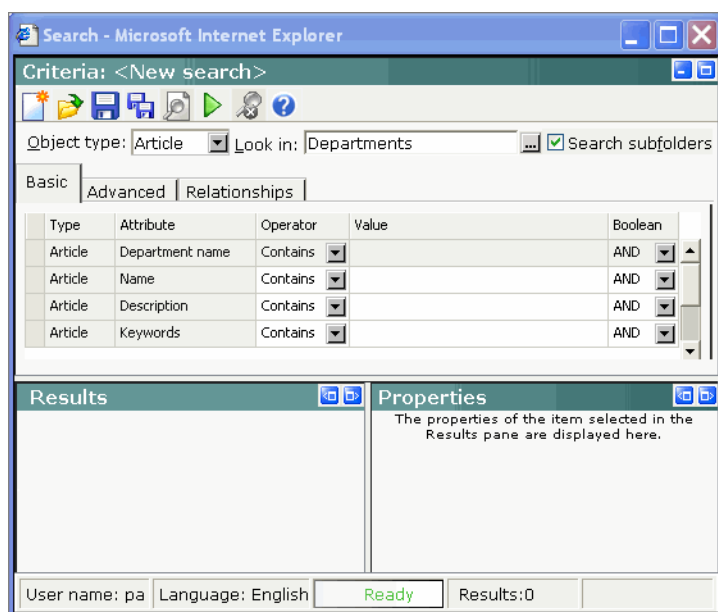 Search - Microsoft Internet Explorer
Criteria: <New search>
Object type: Article Look in: Departments ... Search subfolders
Basic Advanced Relationships
Type Attribute Operator Value Boolean
Article Department name Contains AND
Article Name Contains AND
Article Description Contains AND
Article Keywords Contains AND
Results
Properties
The properties of the item selected in the
Results pane are displayed here.
User name: pa Language: English Ready Results:0